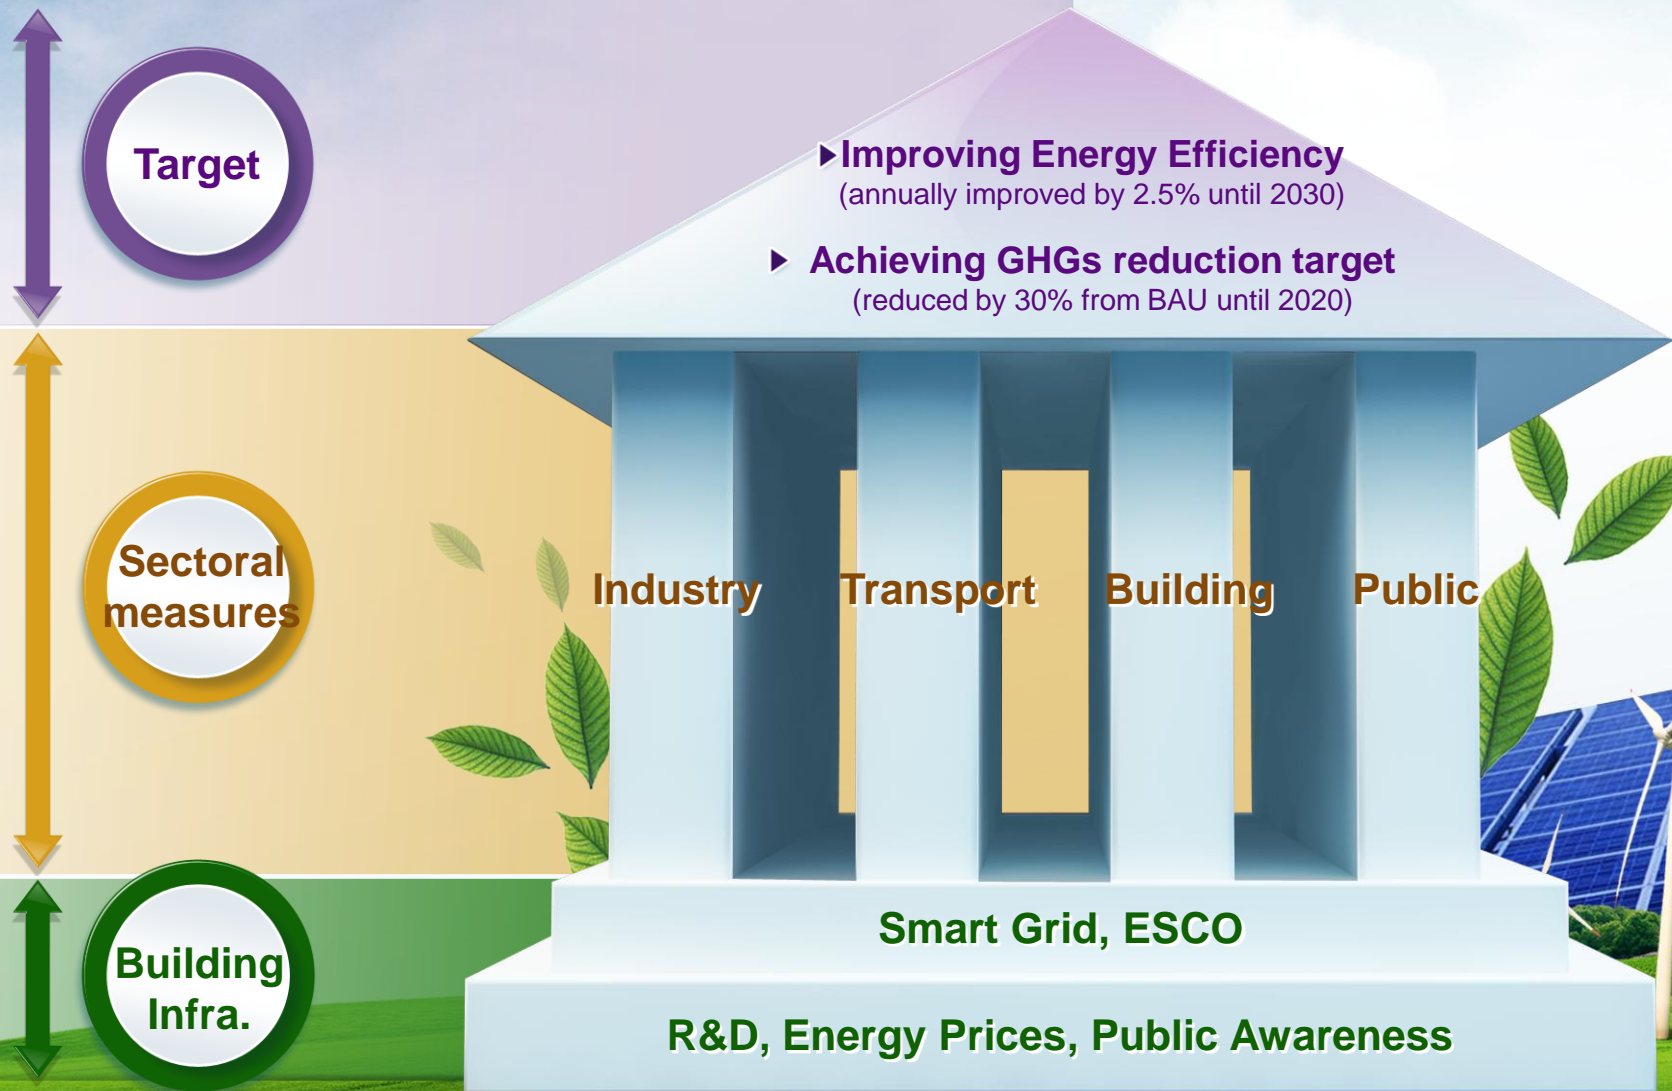 Target
▶Improving Energy Efficiency
(annually improved by 2.5% until 2030)
▶ Achieving GHGs reduction target
(reduced by 30% from BAU until 2020)
Sectoral
measures
Industry Transport Building Public
Building
Infra.
Smart Grid, ESCO
R&D, Energy Prices, Public Awareness